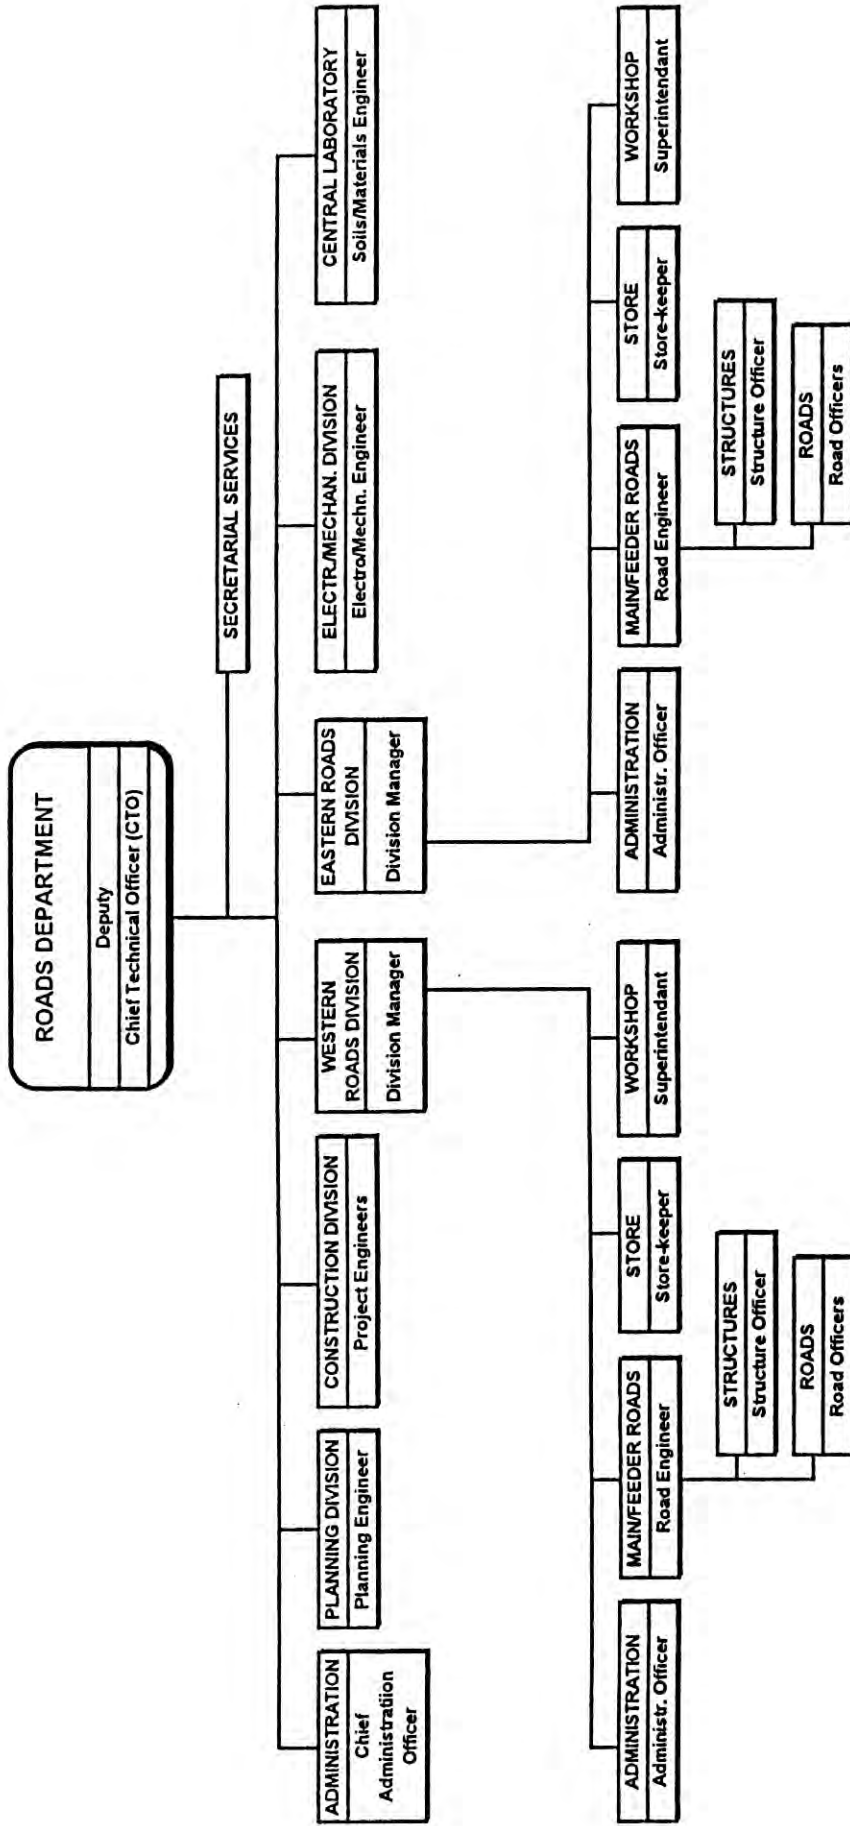 ROADS DEPARTMENT
Deputy
Chief Technical Officer (CTO)
SECRETARIAL SERVICES
ADMINISTRATION
Chief
Administratiion
Officer
PLANNING DIVISION
Planning Engineer
CONSTRUCTION DIVISION
Project Engineers
WESTERN
ROADS DIVISION
Division Manager
EASTERN ROADS
DIVISION
Division Manager
ELECTR./MECHAN. DIVISION
Electro/Mechn. Engineer
CENTRAL LABORATORY
Soils/Materials Engineer
ADMINISTRATION
Administr. Officer
MAIN/FEEDER ROADS
Road Engineer
STORE
Store-keeper
WORKSHOP
Superintendant
STRUCTURES
Structure Officer
ROADS
Road Officers
ADMINISTRATION
Administr. Officer
MAIN/FEEDER ROADS
Road Engineer
STORE
Store-keeper
WORKSHOP
Superintendant
STRUCTURES
Structure Officer
ROADS
Road Officers